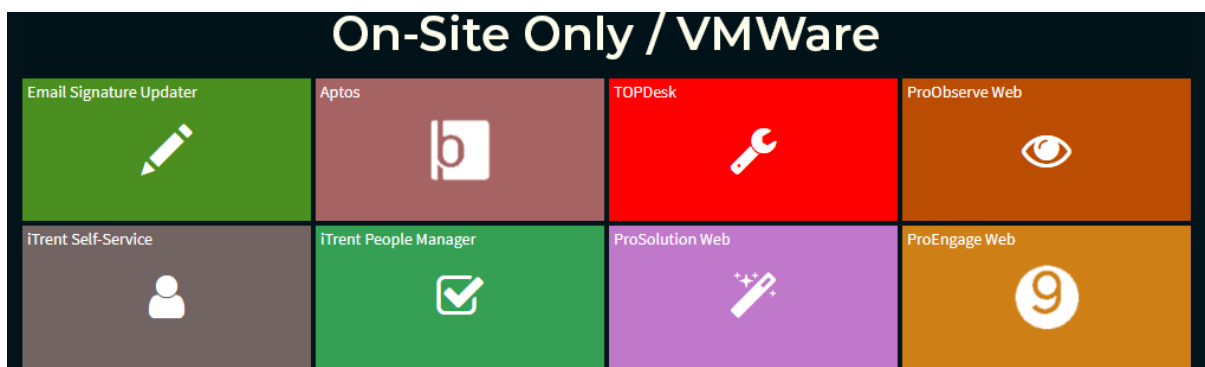 On-Site Only / VMWare
Email Signature Updater
Aptos
TOPDesk
ProObserve Web
b
iTrent Self-Service
iTrent People Manager
ProSolution Web
ProEngage Web
9